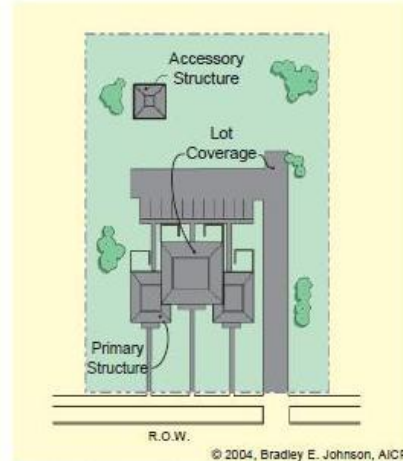 Accessory
Structure
Lot
Coverage
Primary
Structure
R.O.W.
© 2004, Bradley E. Johnson, AICP